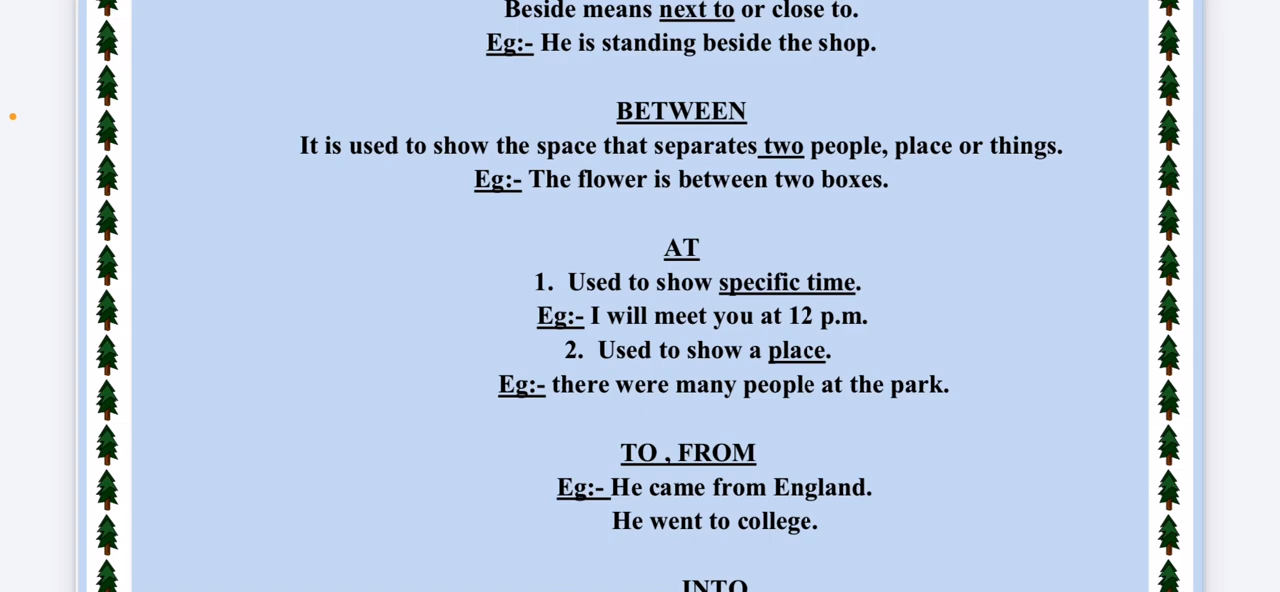 Beside means next to or close to.
Eg:- He is standing beside the shop.
BETWEEN
It is used to show the space that separates two people, place or things.
Eg:- The flower is between two boxes.
AT
1. Used to show specific time.
Eg:- I will meet you at 12 p.m.
2. Used to show a place.
Eg:- there were many people at the park.
TO , FROM
Eg:- He came from England.
He went to college.
INTO